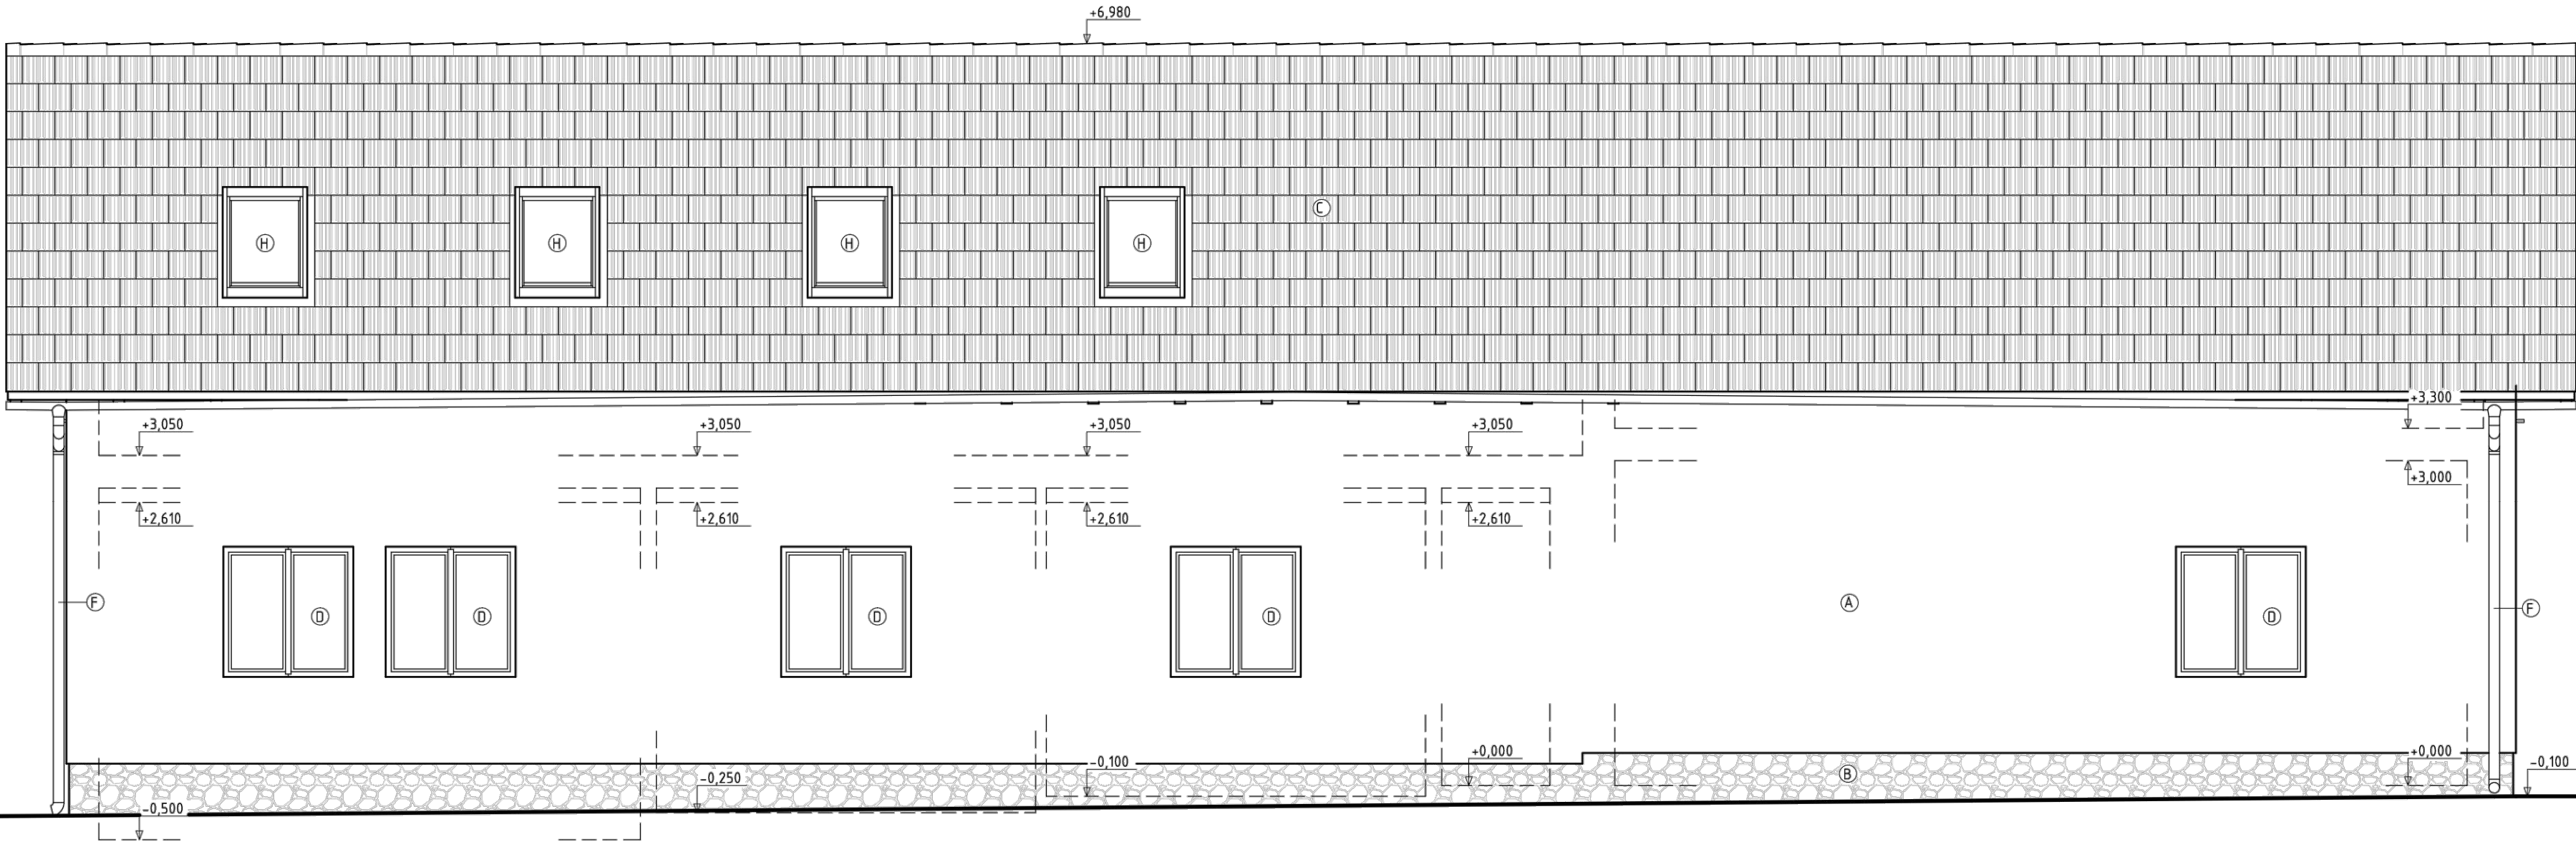 +6,980
C
H H H H
+3,300
+3,050 +3,050 +3,050 +3,050
+3,000
+2,610 +2,610 +2,610 +2,610
F A F
D D D D D
+0,000 +0,000
-0,100 -0,100
B
-0,250
-0,500